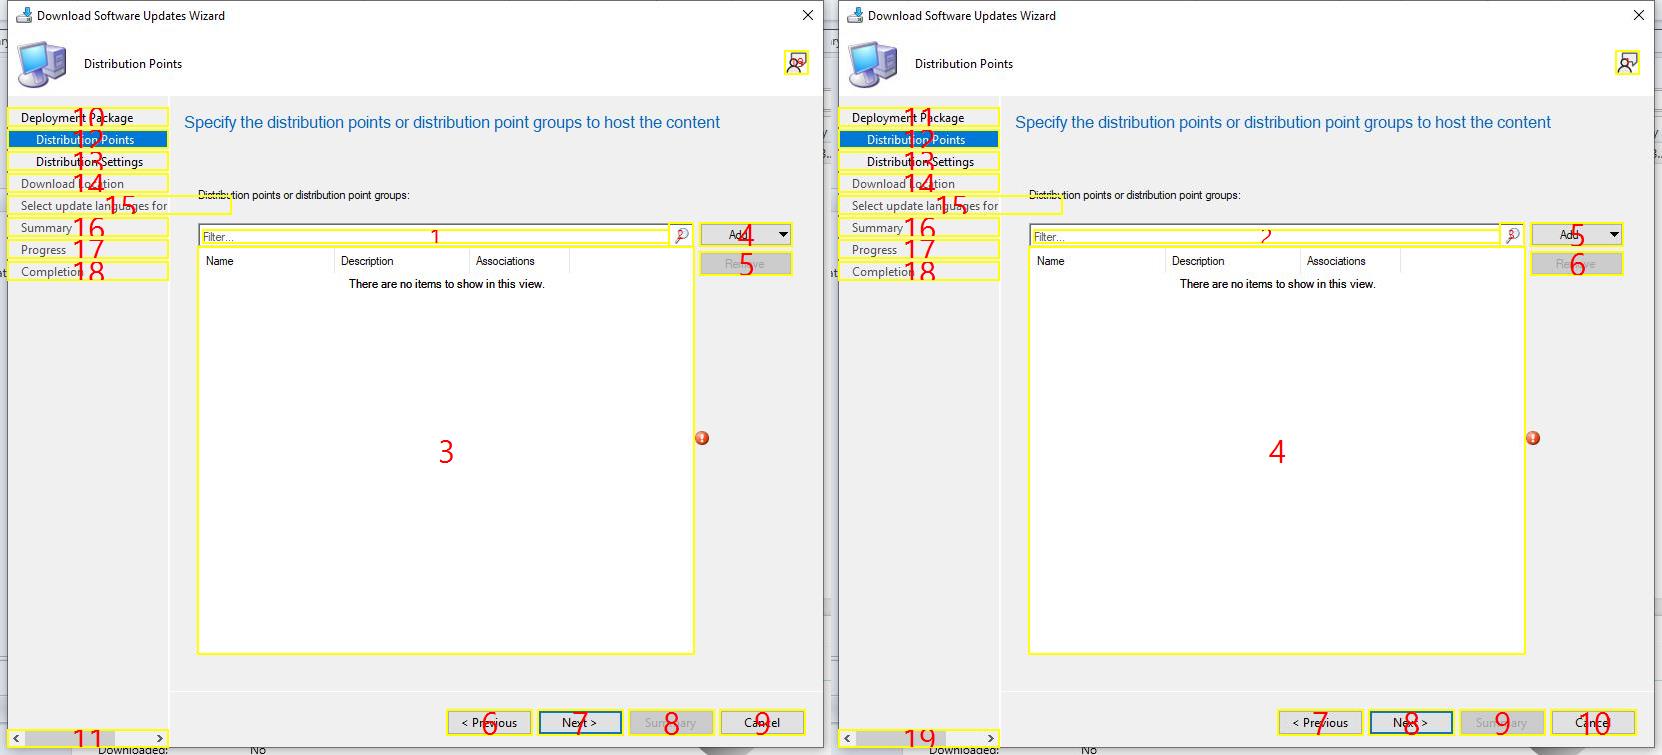 Download Software Updates Wizard
Distribution Points
19
10
Deployment Package
12
Distribution Points
13
Distribution Settings
14
Download Location
15
Select update languages for
16
Summary
17
Progress
18
Completion
11
Specify the distribution points or distribution point groups to host the content
Distribution points or distribution point groups:
Filter...
1
2
4
Add
5
Remove
Name Description Associations
There are no items to show in this view.
3
< Previous 6
Next > 7
Summary 8
Cancel 9
Downloaded: No
Download Software Updates Wizard
Distribution Points
11
Deployment Package
12
Distribution Points
13
Distribution Settings
14
Download Location
15
Select update languages for
16
Summary
17
Progress
18
Completion
19
Specify the distribution points or distribution point groups to host the content
Distribution points or distribution point groups:
Filter...
2
3
5
Add
6
Remove
Name Description Associations
There are no items to show in this view.
4
< Previous 7
Next > 8
Summary 9
Cancel 10
Downloaded: No